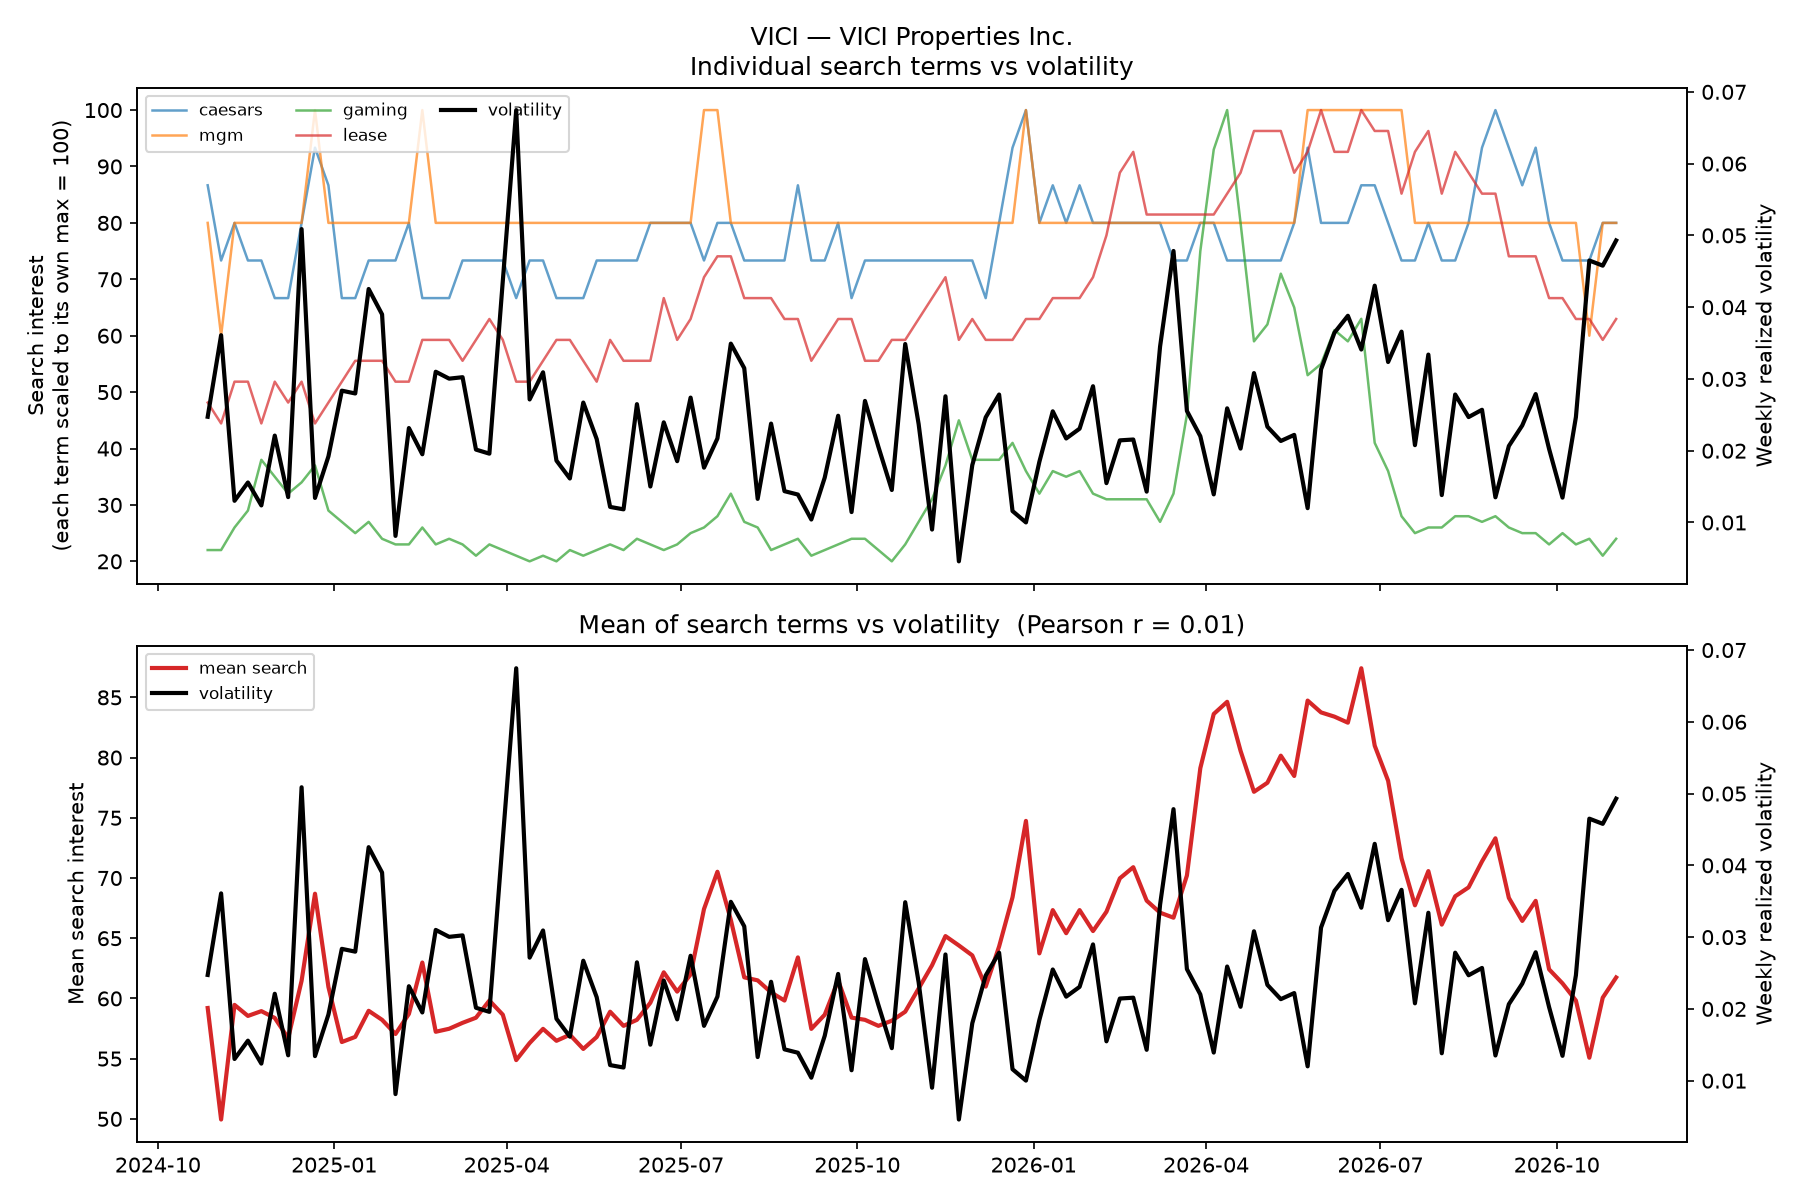 VICI — VICI Properties Inc.
Individual search terms vs volatility
caesars
mgm
gaming
lease
volatility
Search interest
(each term scaled to its own max = 100)
100
90
80
70
60
50
40
30
20
Weekly realized volatility
0.07
0.06
0.05
0.04
0.03
0.02
0.01
Mean of search terms vs volatility (Pearson r = 0.01)
mean search
volatility
Mean search interest
85
80
75
70
65
60
55
50
Weekly realized volatility
0.07
0.06
0.05
0.04
0.03
0.02
0.01
2024-10
2025-01
2025-04
2025-07
2025-10
2026-01
2026-04
2026-07
2026-10